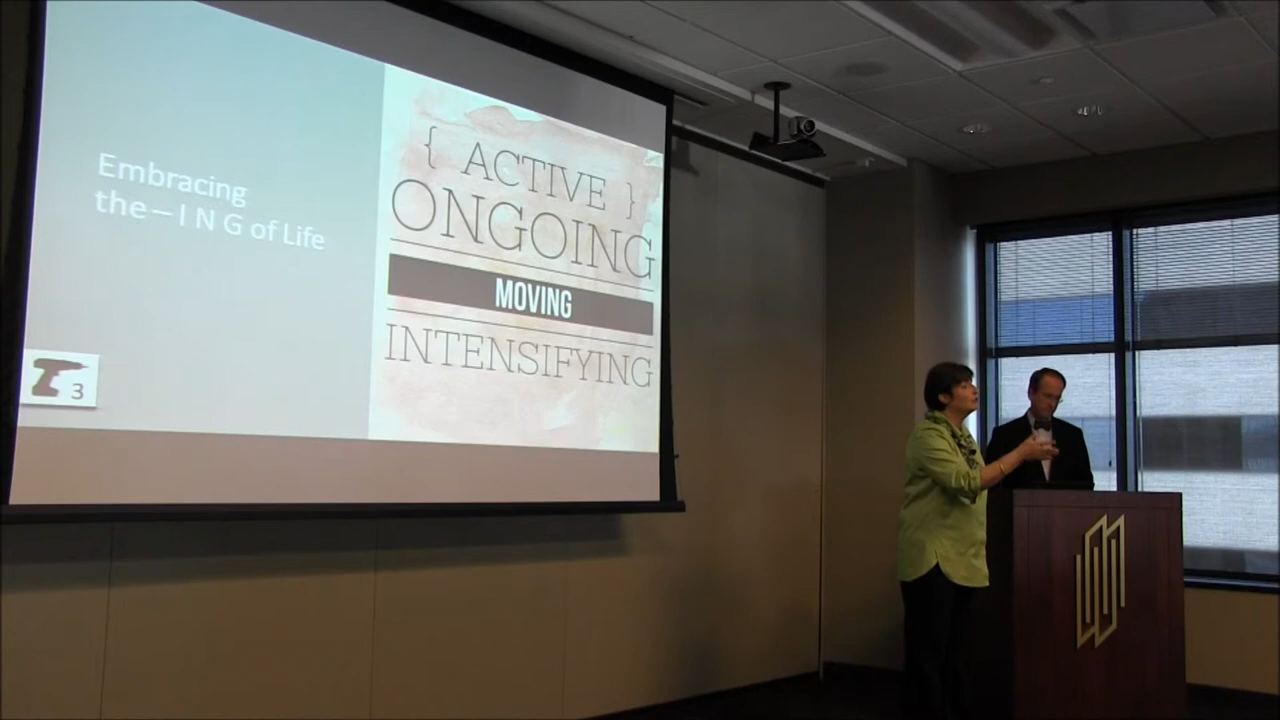 Embracing
the – I N G of Life
{ ACTIVE }
ONGOING
MOVING
INTENSIFYING
3